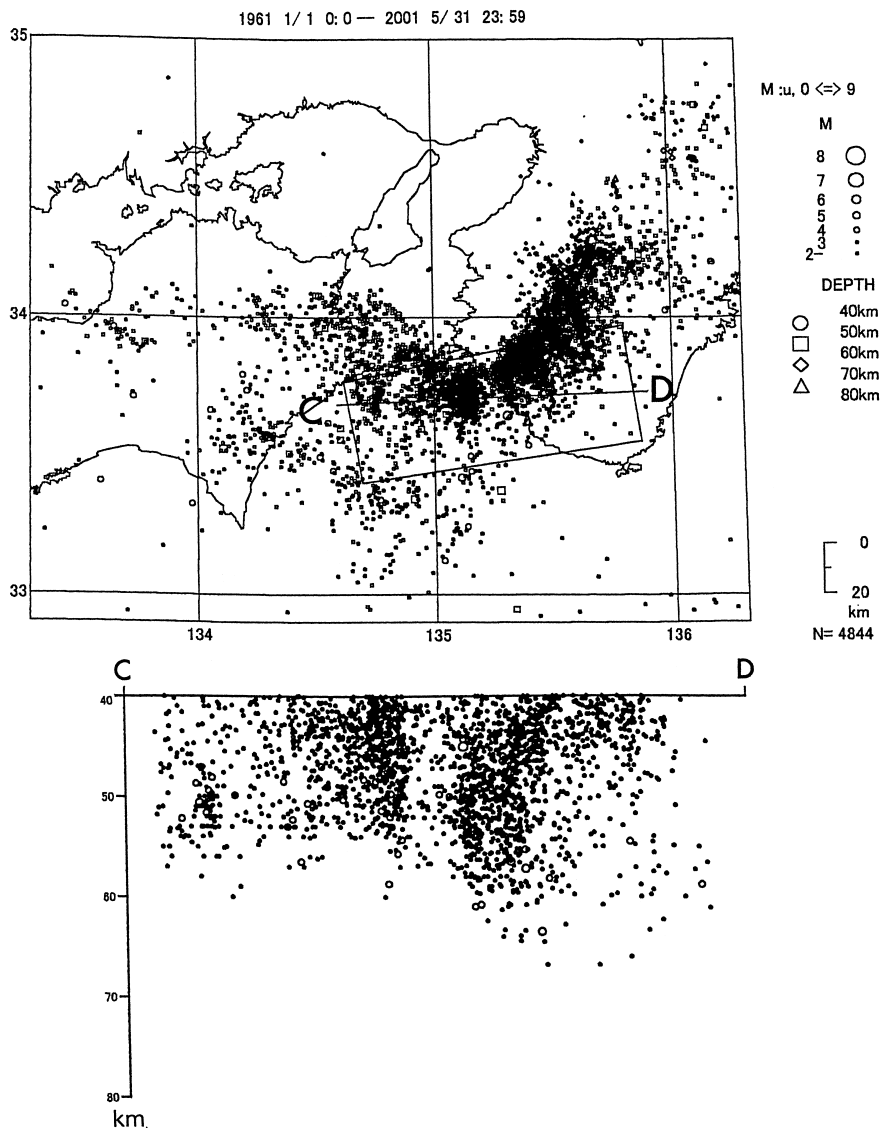 1961 1/ 1 0: 0 — 2001 5/ 31 23: 59
35
34
33
134
135
136
C
D
M :u, 0 <=> 9
M
8
7
6
5
4
3
2–
DEPTH
40km
50km
60km
70km
80km
0
20
km
N= 4844
C
D
40
50
60
70
80
km.